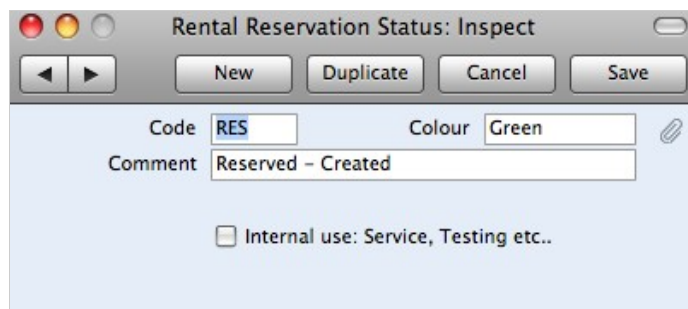 Rental Reservation Status: Inspect
New Duplicate Cancel Save
Code RES Colour Green
Comment Reserved – Created
Internal use: Service, Testing etc..